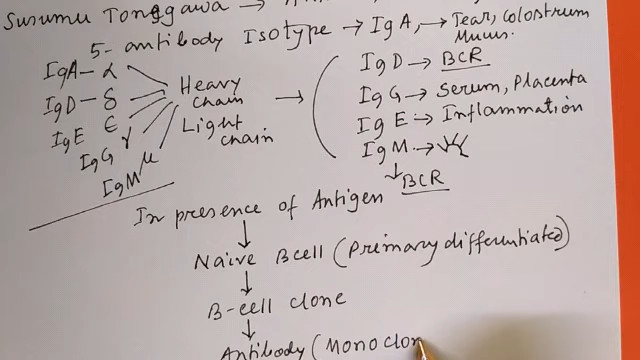 Susumu Tonegawa →
5- antibody Isotype → IgA, → Tear, Colostrum
Mucus.
IgA - α
IgD - δ
IgE ϵ
IgG γ
IgM μ
Heavy
chain
Light
chain
→
IgD → BCR
IgG → Serum, Placenta
IgE → Inflammation
IgM →
↓ BCR
In presence of Antigen
↓
Naive B cell (Primary differentiated)
↓
B-cell clone
↓
Antibody (Monoclon